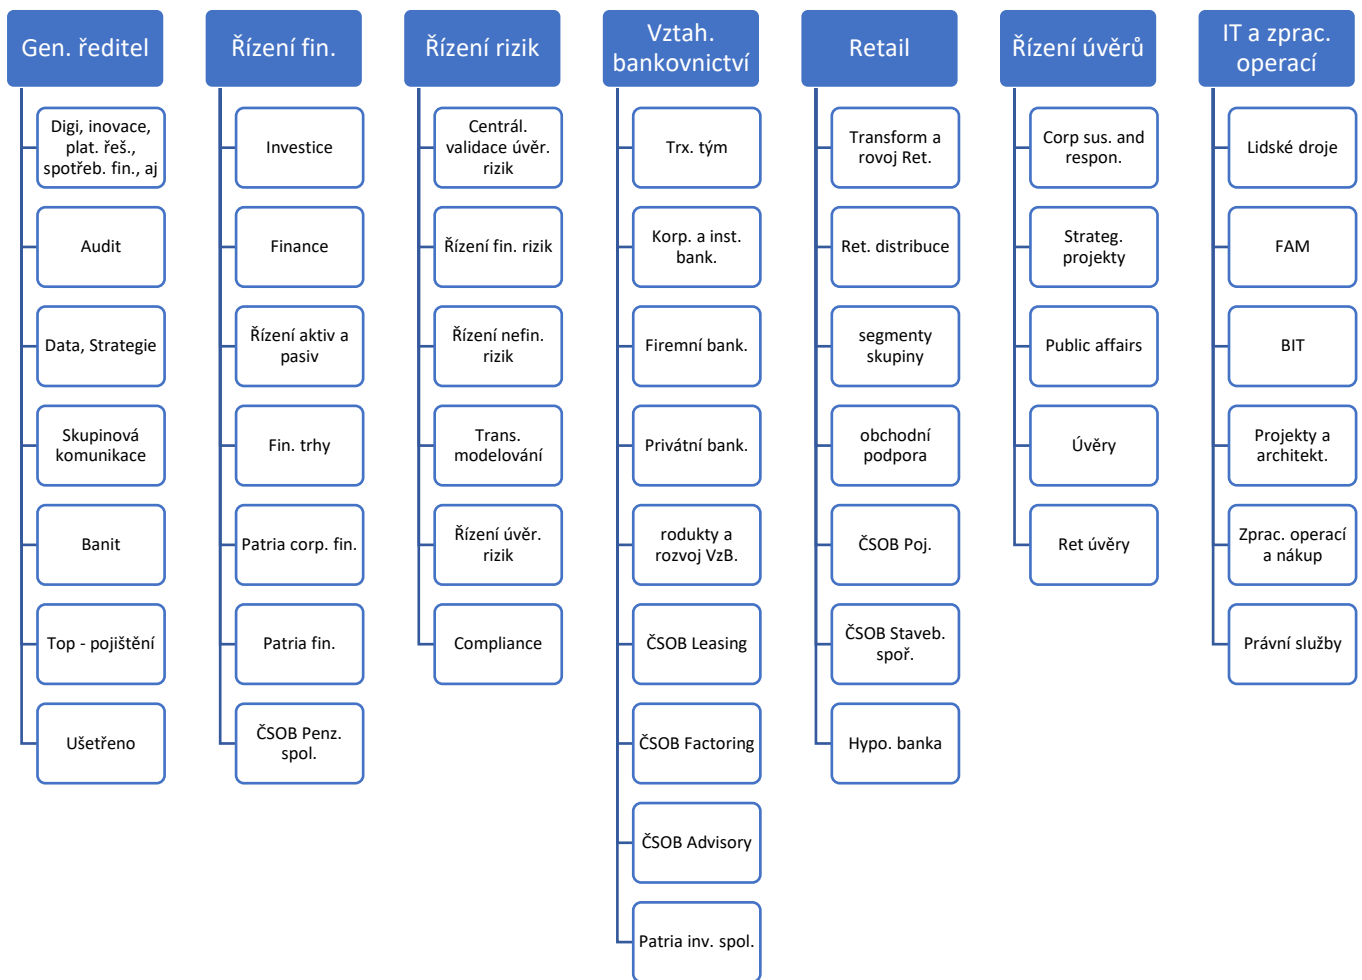 Gen. ředitel
Digi, inovace,
plat. řeš.,
spotřeb. fin., aj
Audit
Data, Strategie
Skupinová
komunikace
Banit
Top - pojištění
Ušetřeno
Řízení fin.
Investice
Finance
Řízení aktiv a
pasiv
Fin. trhy
Patria corp. fin.
Patria fin.
ČSOB Penz.
spol.
Řízení rizik
Centrál.
validace úvěr.
rizik
Řízení fin. rizik
Řízení nefin.
rizik
Trans.
modelování
Řízení úvěr.
rizik
Compliance
Vztah.
bankovnictví
Trx. tým
Korp. a inst.
bank.
Firemní bank.
Privátní bank.
rodukty a
rozvoj VzB.
ČSOB Leasing
ČSOB Factoring
ČSOB Advisory
Patria inv. spol.
Retail
Transform a
rovoj Ret.
Ret. distribuce
segmenty
skupiny
obchodní
podpora
ČSOB Poj.
ČSOB Staveb.
spoř.
Hypo. banka
Řízení úvěrů
Corp sus. and
respon.
Strateg.
projekty
Public affairs
Úvěry
Ret úvěry
IT a zprac.
operací
Lidské droje
FAM
BIT
Projekty a
architekt.
Zprac. operací
a nákup
Právní služby